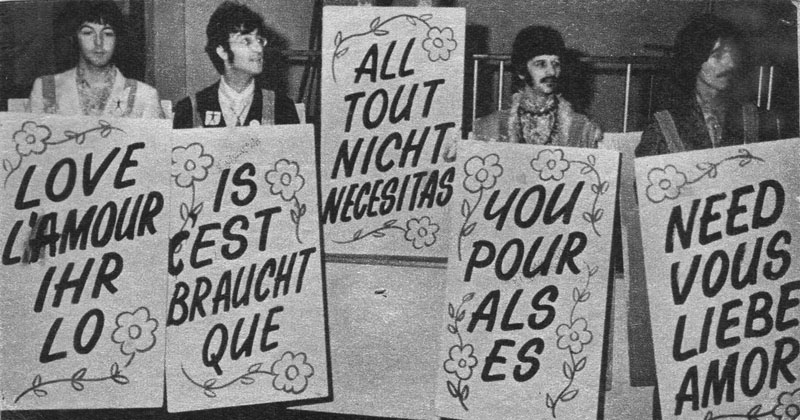 LOVE
L'AMOUR
IHR
LO
IS
C'EST
BRAUCHT
QUE
ALL
TOUT
NICHT
NECESITAS
YOU
POUR
ALS
ES
NEED
VOUS
LIEBE
AMOR